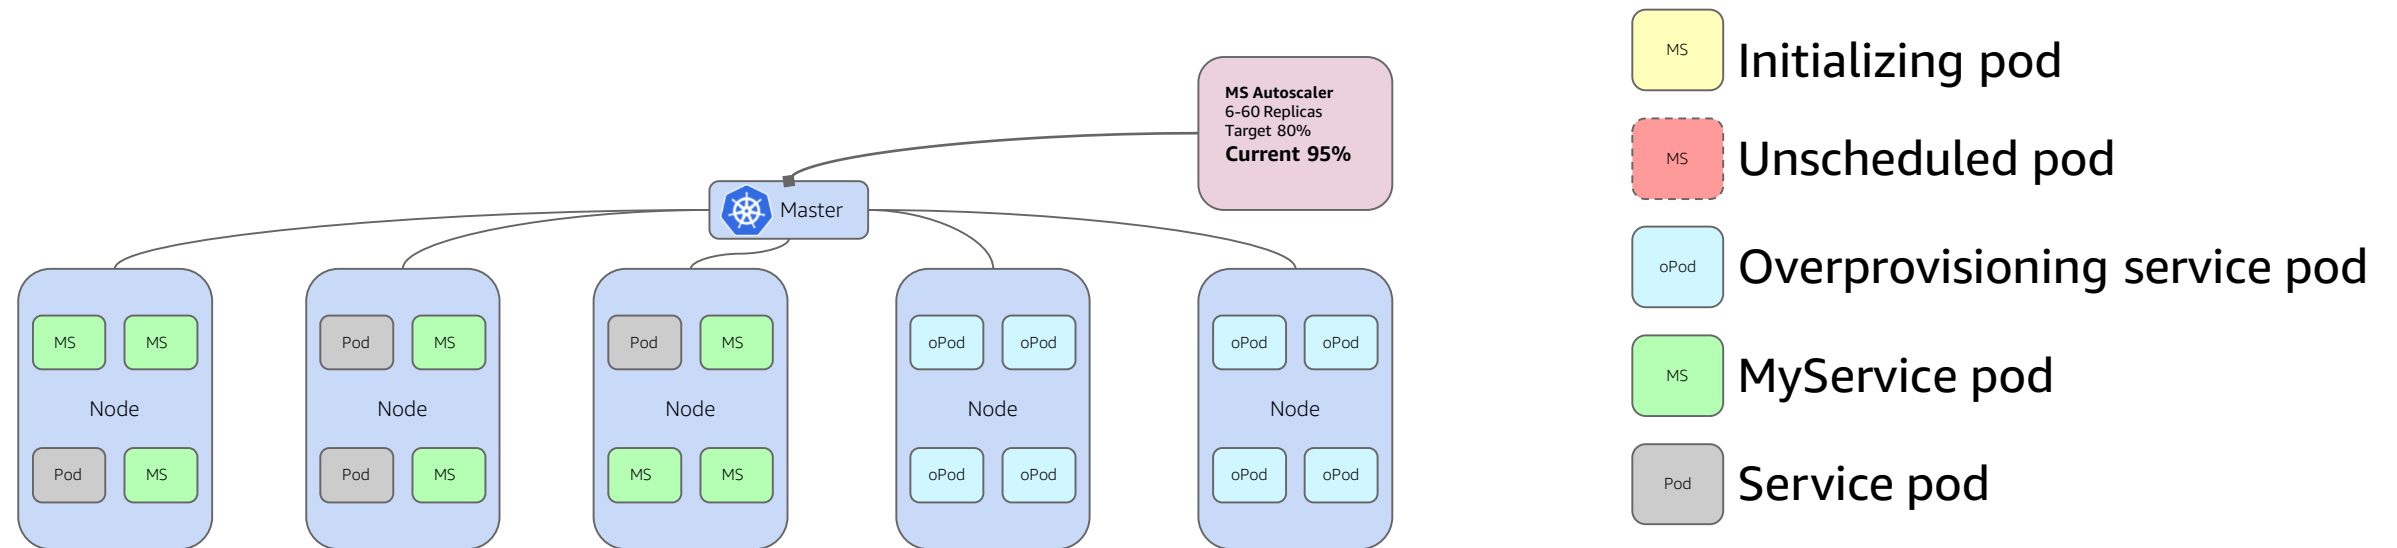 MS Autoscaler
6-60 Replicas
Target 80%
Current 95%
Master
MS MS
Node
Pod MS
Pod MS
Node
Pod MS
Pod MS
Node
MS MS
oPod oPod
Node
oPod oPod
oPod oPod
Node
oPod oPod
MS Initializing pod
MS Unscheduled pod
oPod Overprovisioning service pod
MS MyService pod
Pod Service pod